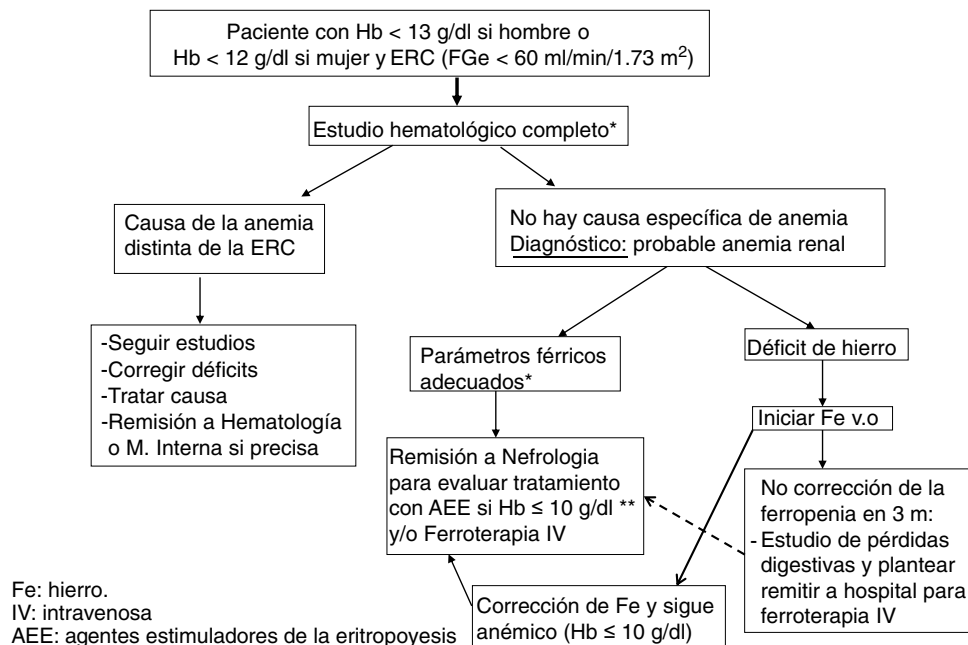 Paciente con Hb < 13 g/dl si hombre o
Hb < 12 g/dl si mujer y ERC (FGe < 60 ml/min/1.73 m²)
Estudio hematológico completo*
Causa de la anemia
distinta de la ERC
No hay causa específica de anemia
Diagnóstico: probable anemia renal
-Seguir estudios
-Corregir déficits
-Tratar causa
-Remisión a Hematología
o M. Interna si precisa
Parámetros férricos
adecuados*
Déficit de hierro
Iniciar Fe v.o
Remisión a Nefrologia
para evaluar tratamiento
con AEE si Hb ≤ 10 g/dl **
y/o Ferroterapia IV
No corrección de la
ferropenia en 3 m:
- Estudio de pérdidas
digestivas y plantear
remitir a hospital para
ferroterapia IV
Corrección de Fe y sigue
anémico (Hb ≤ 10 g/dl)
Fe: hierro.
IV: intravenosa
AEE: agentes estimuladores de la eritropoyesis